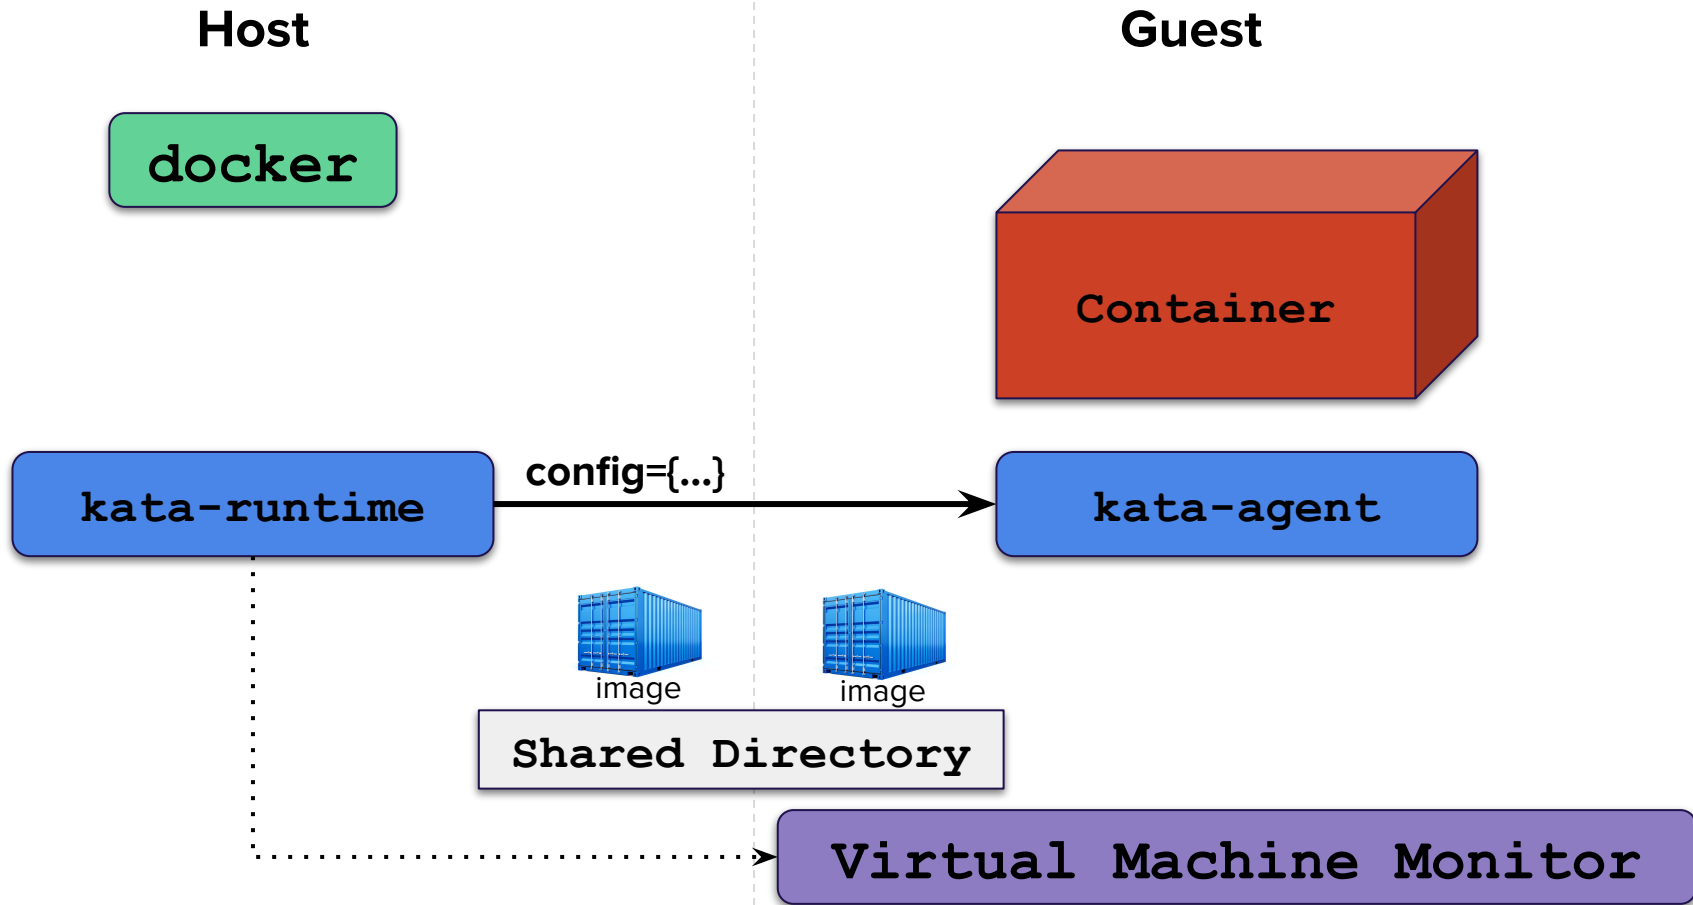 Host
Guest
docker
Container
config={...}
kata-runtime
kata-agent
image
image
Shared Directory
Virtual Machine Monitor